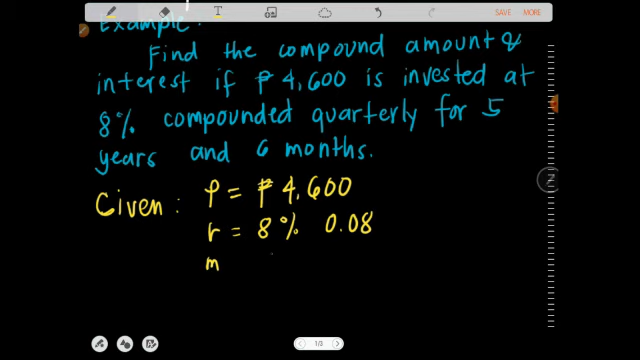 SAVE MORE
Example:
Find the compound amount &
interest if ₱ 4,600 is invested at
8% compounded quarterly for 5
years and 6 months.
Given : P = ₱ 4,600
r = 8% 0.08
m
1/3